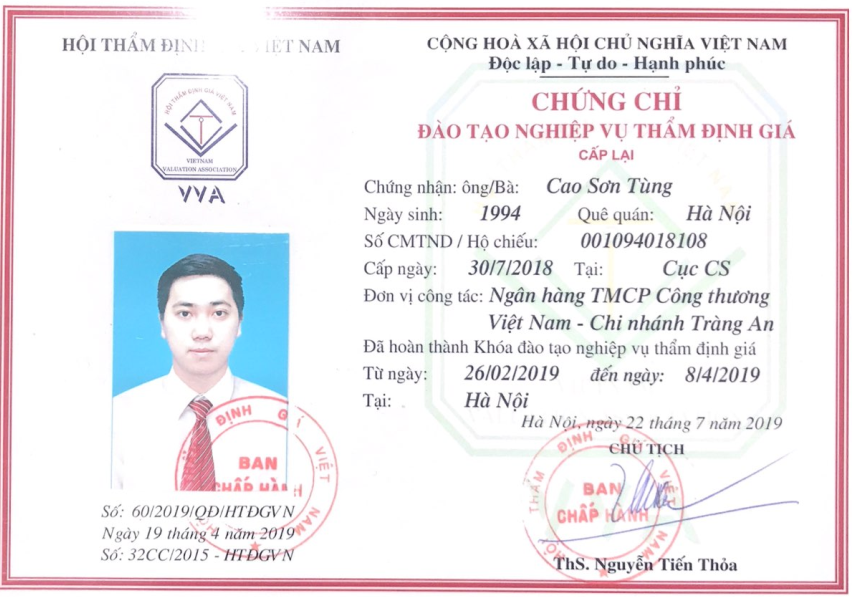 HỘI THẨM ĐỊNH VIỆT NAM
HỘI THẨM ĐỊNH GIÁ VIỆT NAM
VIETNAM
VALUATION ASSOCIATION
VVA
CỘNG HOÀ XÃ HỘI CHỦ NGHĨA VIỆT NAM
Độc lập - Tự do - Hạnh phúc
CHỨNG CHỈ
ĐÀO TẠO NGHIỆP VỤ THẨM ĐỊNH GIÁ
CẤP LẠI
Chứng nhận: ông/Bà: Cao Sơn Tùng
Ngày sinh: 1994 Quê quán: Hà Nội
Số CMTND / Hộ chiếu: 001094018108
Cấp ngày: 30/7/2018 Tại: Cục CS
Đơn vị công tác: Ngân hàng TMCP Công thương
Việt Nam - Chi nhánh Tràng An
Đã hoàn thành Khóa đào tạo nghiệp vụ thẩm định giá
Từ ngày: 26/02/2019 đến ngày: 8/4/2019
Tại: Hà Nội
Hà Nội, ngày 22 tháng 7 năm 2019
CHỦ TỊCH
HỘI THẨM ĐỊNH GIÁ VIỆT NAM
BAN
CHẤP HÀNH
ThS. Nguyễn Tiến Thỏa
ĐỊNH GIÁ VIỆT NAM
BAN
CHẤP HÀNH
Số: 60/2019/QĐ/HTĐGVN
Ngày 19 tháng 4 năm 2019
Số: 32CC/2015 - HTĐGVN